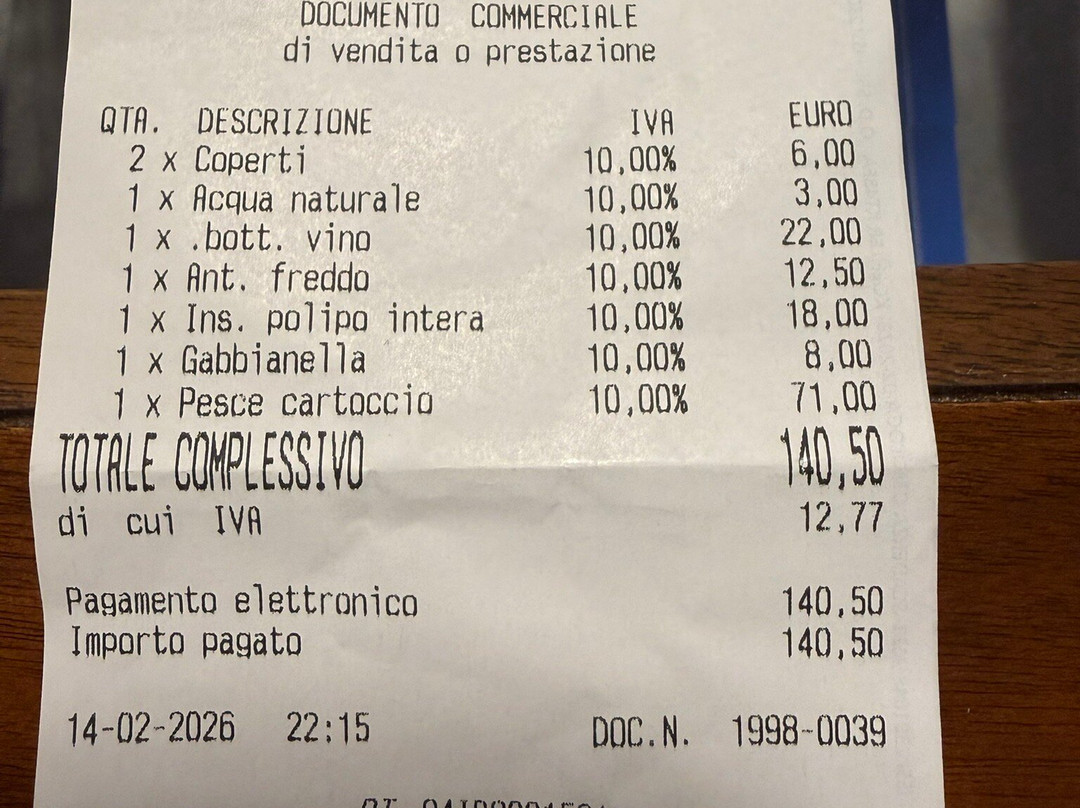 DOCUMENTO COMMERCIALE
di vendita o prestazione
QTA. DESCRIZIONE IVA EURO
2 x Coperti 10,00% 6,00
1 x Acqua naturale 10,00% 3,00
1 x .bott. vino 10,00% 22,00
1 x Ant. freddo 10,00% 12,50
1 x Ins. polipo intera 10,00% 18,00
1 x Gabbianella 10,00% 8,00
1 x Pesce cartoccio 10,00% 71,00
TOTALE COMPLESSIVO 140,50
di cui IVA 12,77
Pagamento elettronico 140,50
Importo pagato 140,50
14-02-2026 22:15 DOC.N. 1998-0039